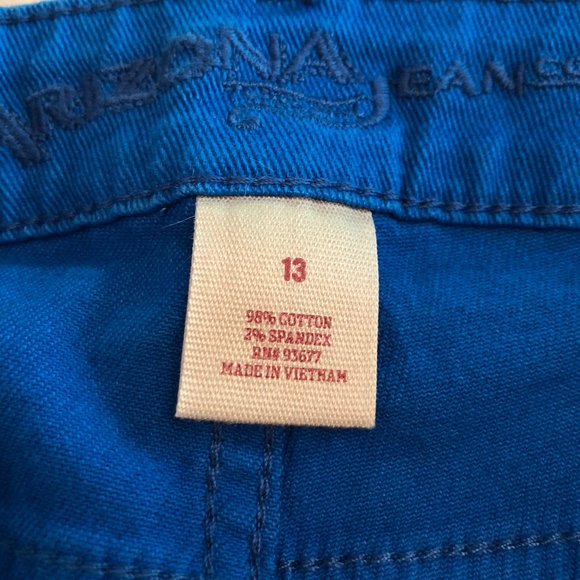 ARIZONA JEAN CO
13
98% COTTON
2% SPANDEX
RN# 93677
MADE IN VIETNAM